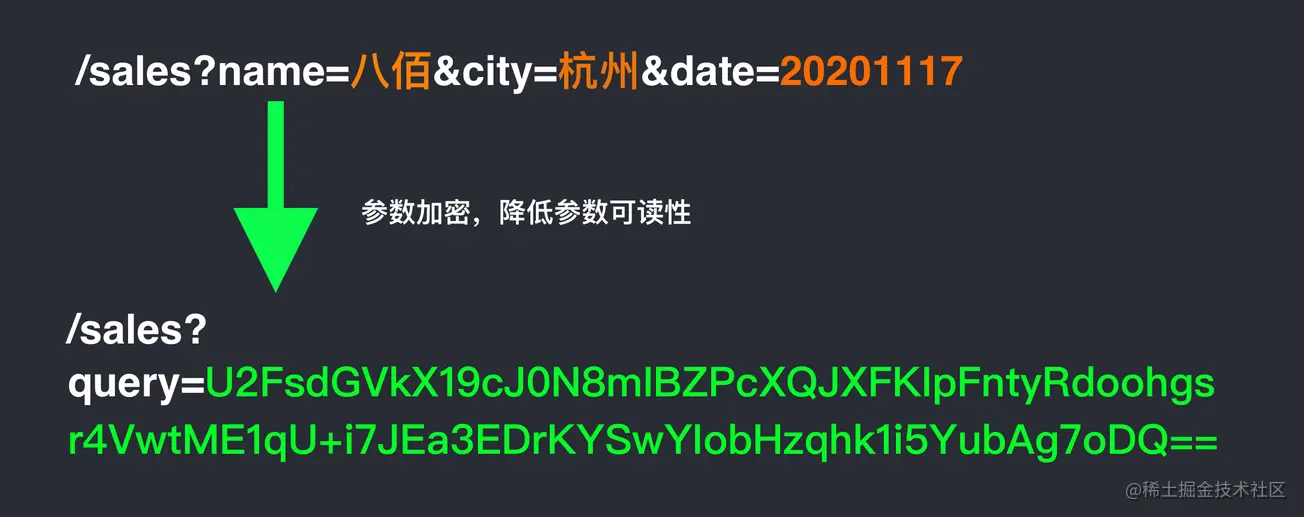 /sales?name=八佰&city=杭州&date=20201117
参数加密，降低参数可读性
/sales?
query=U2FsdGVkX19cJ0N8mIBZPcXQJXFKIpFntyRdoohgs
r4VwtME1qU+i7JEa3EDrKYSwYIobHzqhk1i5YubAg7oDQ==
@稀土掘金技术社区